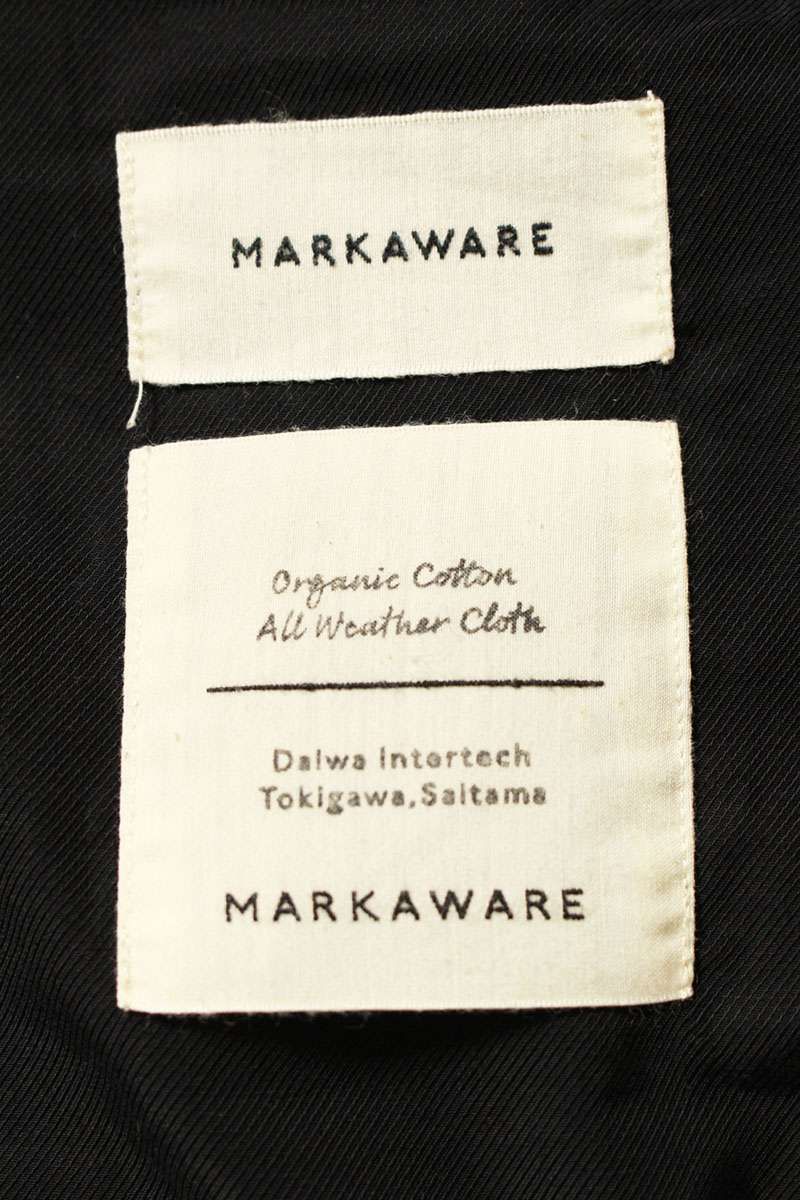 MARKAWARE
Organic Cotton
All Weather Cloth
Daiwa Intertech
Tokigawa, Saitama
MARKAWARE